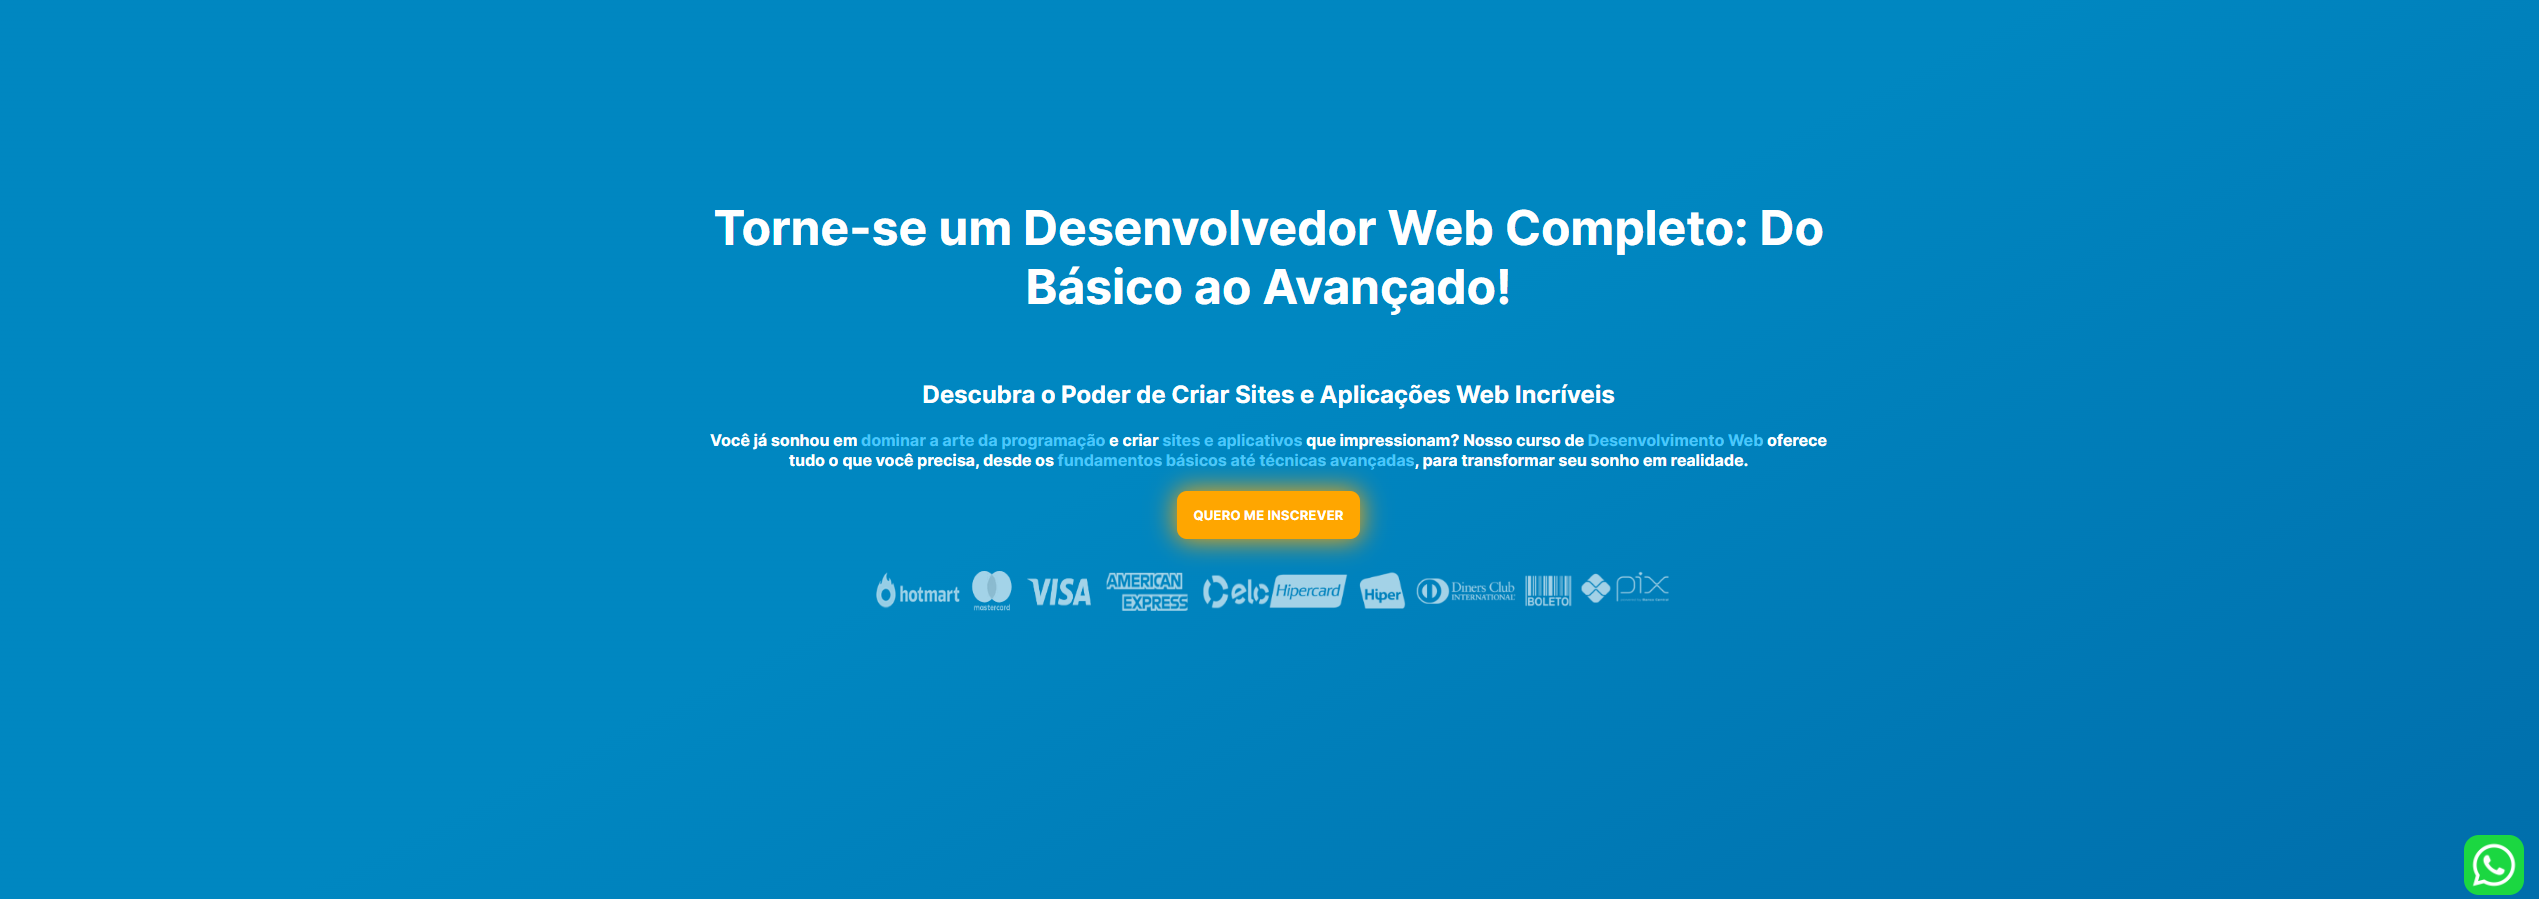 Torne-se um Desenvolvedor Web Completo: Do
Básico ao Avançado!
Descubra o Poder de Criar Sites e Aplicações Web Incríveis
Você já sonhou em dominar a arte da programação e criar sites e aplicativos que impressionam? Nosso curso de Desenvolvimento Web oferece
tudo o que você precisa, desde os fundamentos básicos até técnicas avançadas, para transformar seu sonho em realidade.
QUERO ME INSCREVER
hotmart mastercard VISA AMERICAN EXPRESS elo Hipercard Hiper Diners Club INTERNATIONAL BOLETO pix